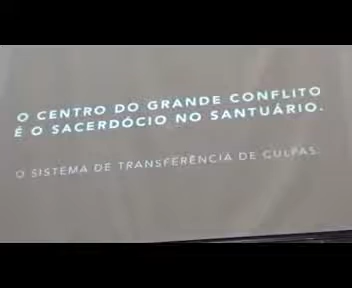 O CENTRO DO GRANDE CONFLITO
É O SACERDÓCIO NO SANTUÁRIO.
O SISTEMA DE TRANSFERÊNCIA DE CULPAS.